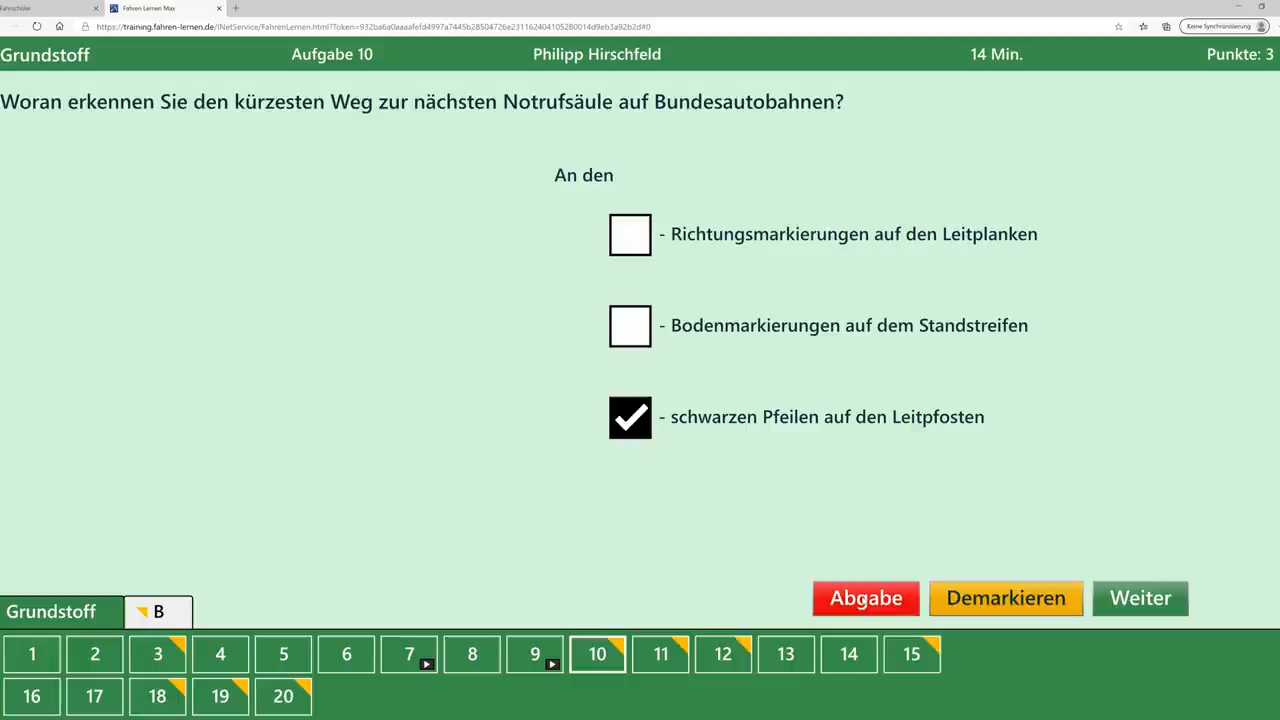 Fahrschüler
Fahren Lernen Max
https://training.fahren-lernen.de/INetService/FahrenLernen.html?Token=932ba6a0aaaafefd4997a7445b28504726e2311624041052800­14d9eb3a92b2d#0
Keine Synchronisierung
Grundstoff Aufgabe 10 Philipp Hirschfeld 14 Min. Punkte: 3
Woran erkennen Sie den kürzesten Weg zur nächsten Notrufsäule auf Bundesautobahnen?
An den
- Richtungsmarkierungen auf den Leitplanken
- Bodenmarkierungen auf dem Standstreifen
- schwarzen Pfeilen auf den Leitpfosten
Abgabe Demarkieren Weiter
Grundstoff B
1 2 3 4 5 6 7 8 9 10 11 12 13 14 15
16 17 18 19 20